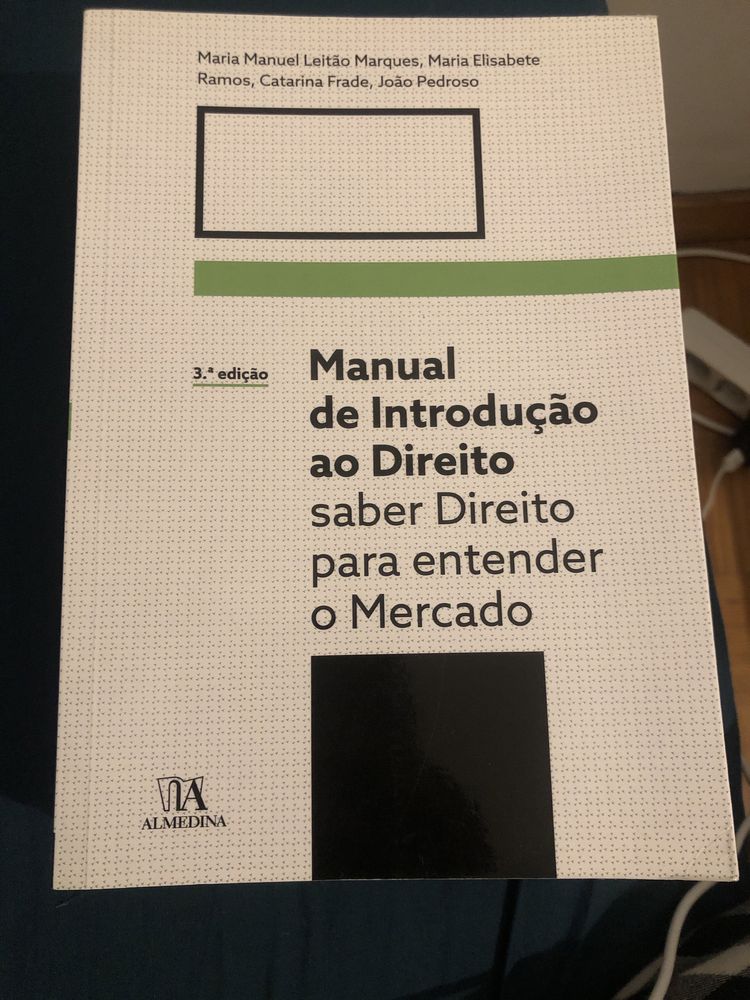 Maria Manuel Leitão Marques, Maria Elisabete
Ramos, Catarina Frade, João Pedroso
3.ª edição
Manual
de Introdução
ao Direito
saber Direito
para entender
o Mercado
ALMEDINA